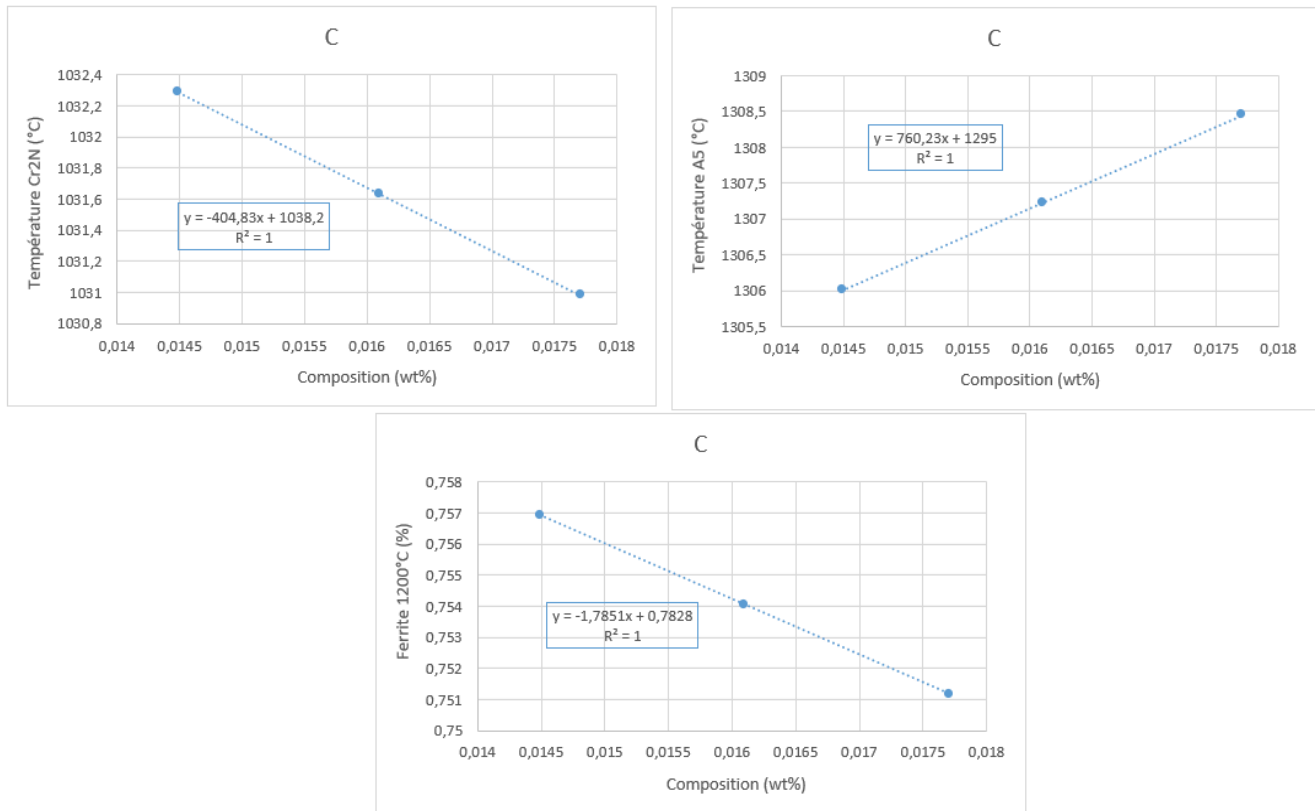 C
Température Cr2N (°C)
1032,4
1032,2
1032
1031,8
1031,6
1031,4
1031,2
1031
1030,8
y = -404,83x + 1038,2
R² = 1
0,014 0,0145 0,015 0,0155 0,016 0,0165 0,017 0,0175 0,018
Composition (wt%)
C
Température A5 (°C)
1309
1308,5
1308
1307,5
1307
1306,5
1306
1305,5
y = 760,23x + 1295
R² = 1
0,014 0,0145 0,015 0,0155 0,016 0,0165 0,017 0,0175 0,018
Composition (wt%)
C
Ferrite 1200°C (%)
0,758
0,757
0,756
0,755
0,754
0,753
0,752
0,751
0,75
y = -1,7851x + 0,7828
R² = 1
0,014 0,0145 0,015 0,0155 0,016 0,0165 0,017 0,0175 0,018
Composition (wt%)